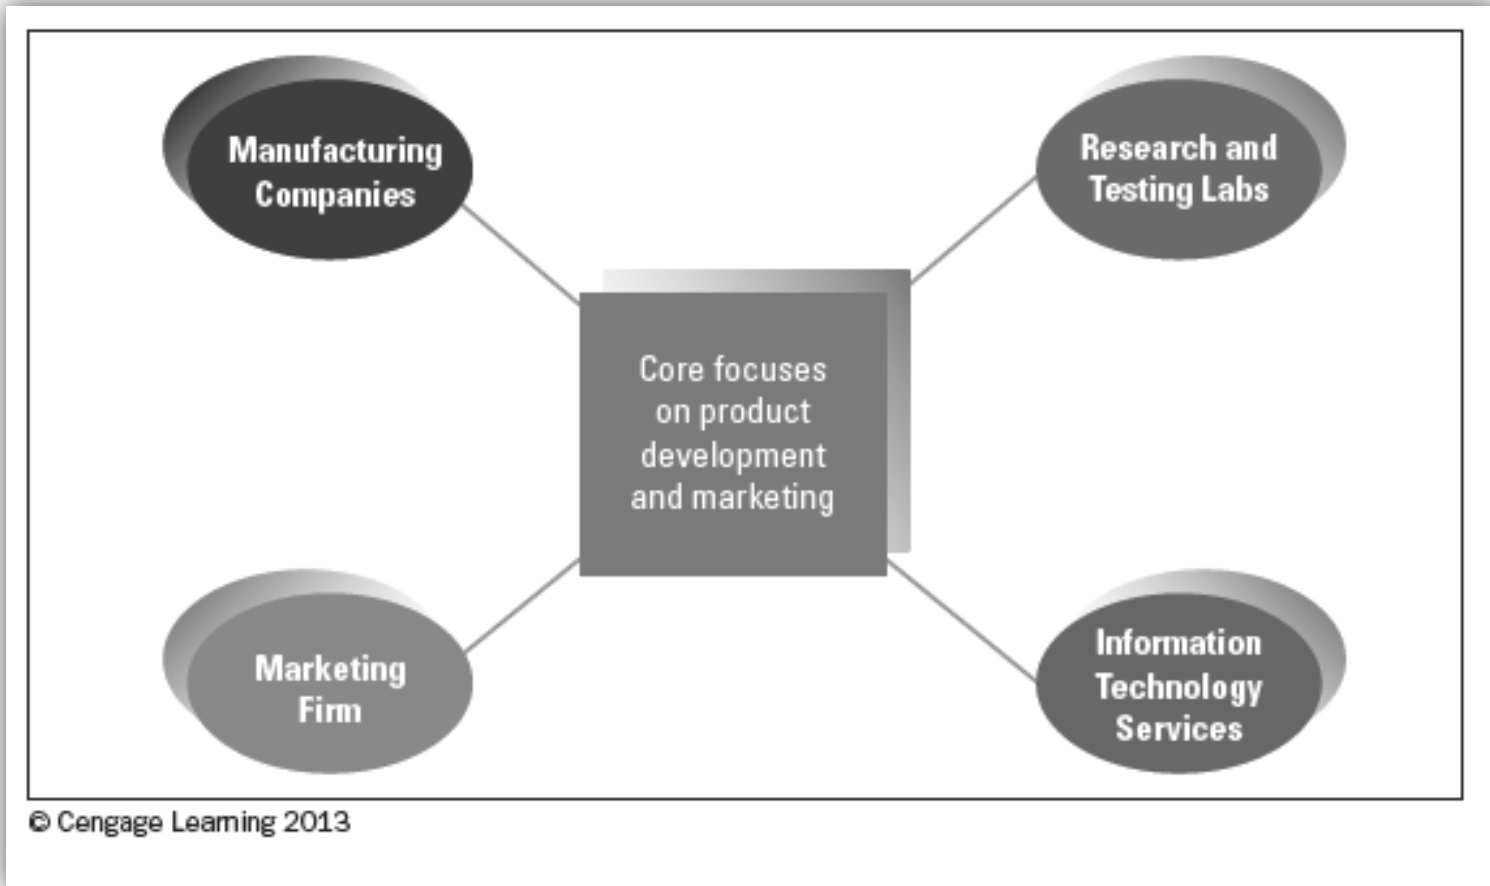 Manufacturing
Companies
Research and
Testing Labs
Core focuses
on product
development
and marketing
Marketing
Firm
Information
Technology
Services
© Cengage Learning 2013